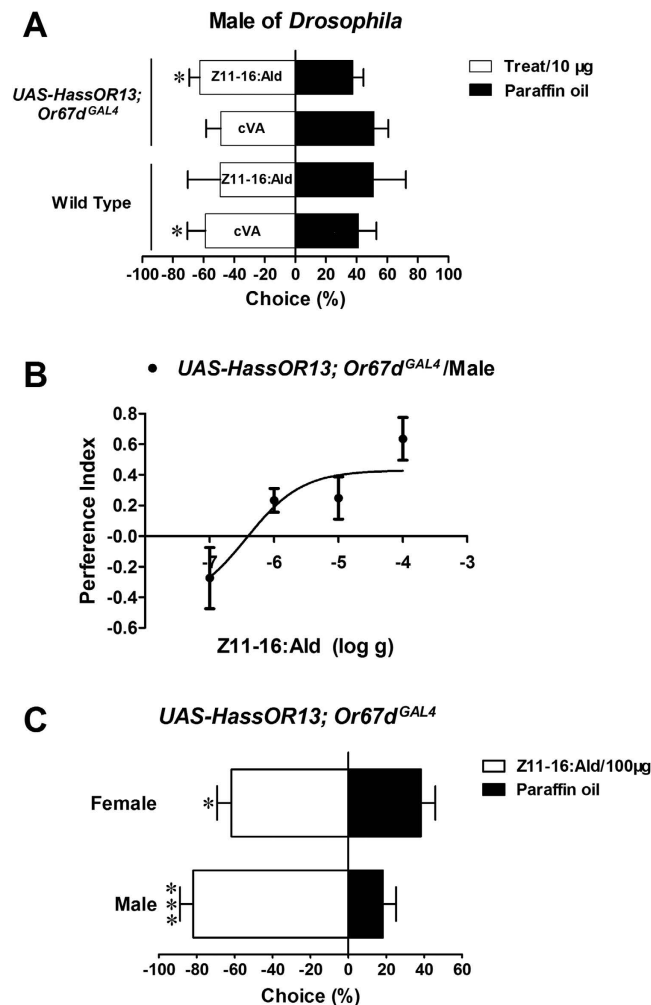 A
Male of Drosophila
UAS-HassOR13;
Or67dGAL4
Wild Type
* Z11-16:Ald
cVA
Z11-16:Ald
* cVA
Treat/10 µg
Paraffin oil
-100 -80 -60 -40 -20 0 20 40 60 80 100
Choice (%)
B
UAS-HassOR13; Or67dGAL4/Male
Perference Index
0.8
0.6
0.4
0.2
-0.0
-0.2
-0.4
-0.6
-7 -6 -5 -4 -3
Z11-16:Ald (log g)
C
UAS-HassOR13; Or67dGAL4
Z11-16:Ald/100µg
Paraffin oil
Female *
Male ***
-100 -80 -60 -40 -20 0 20 40 60
Choice (%)